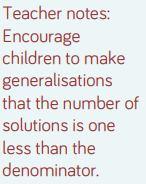 Teacher notes:
Encourage
children to make
generalisations
that the number of
solutions is one
less than the
denominator.